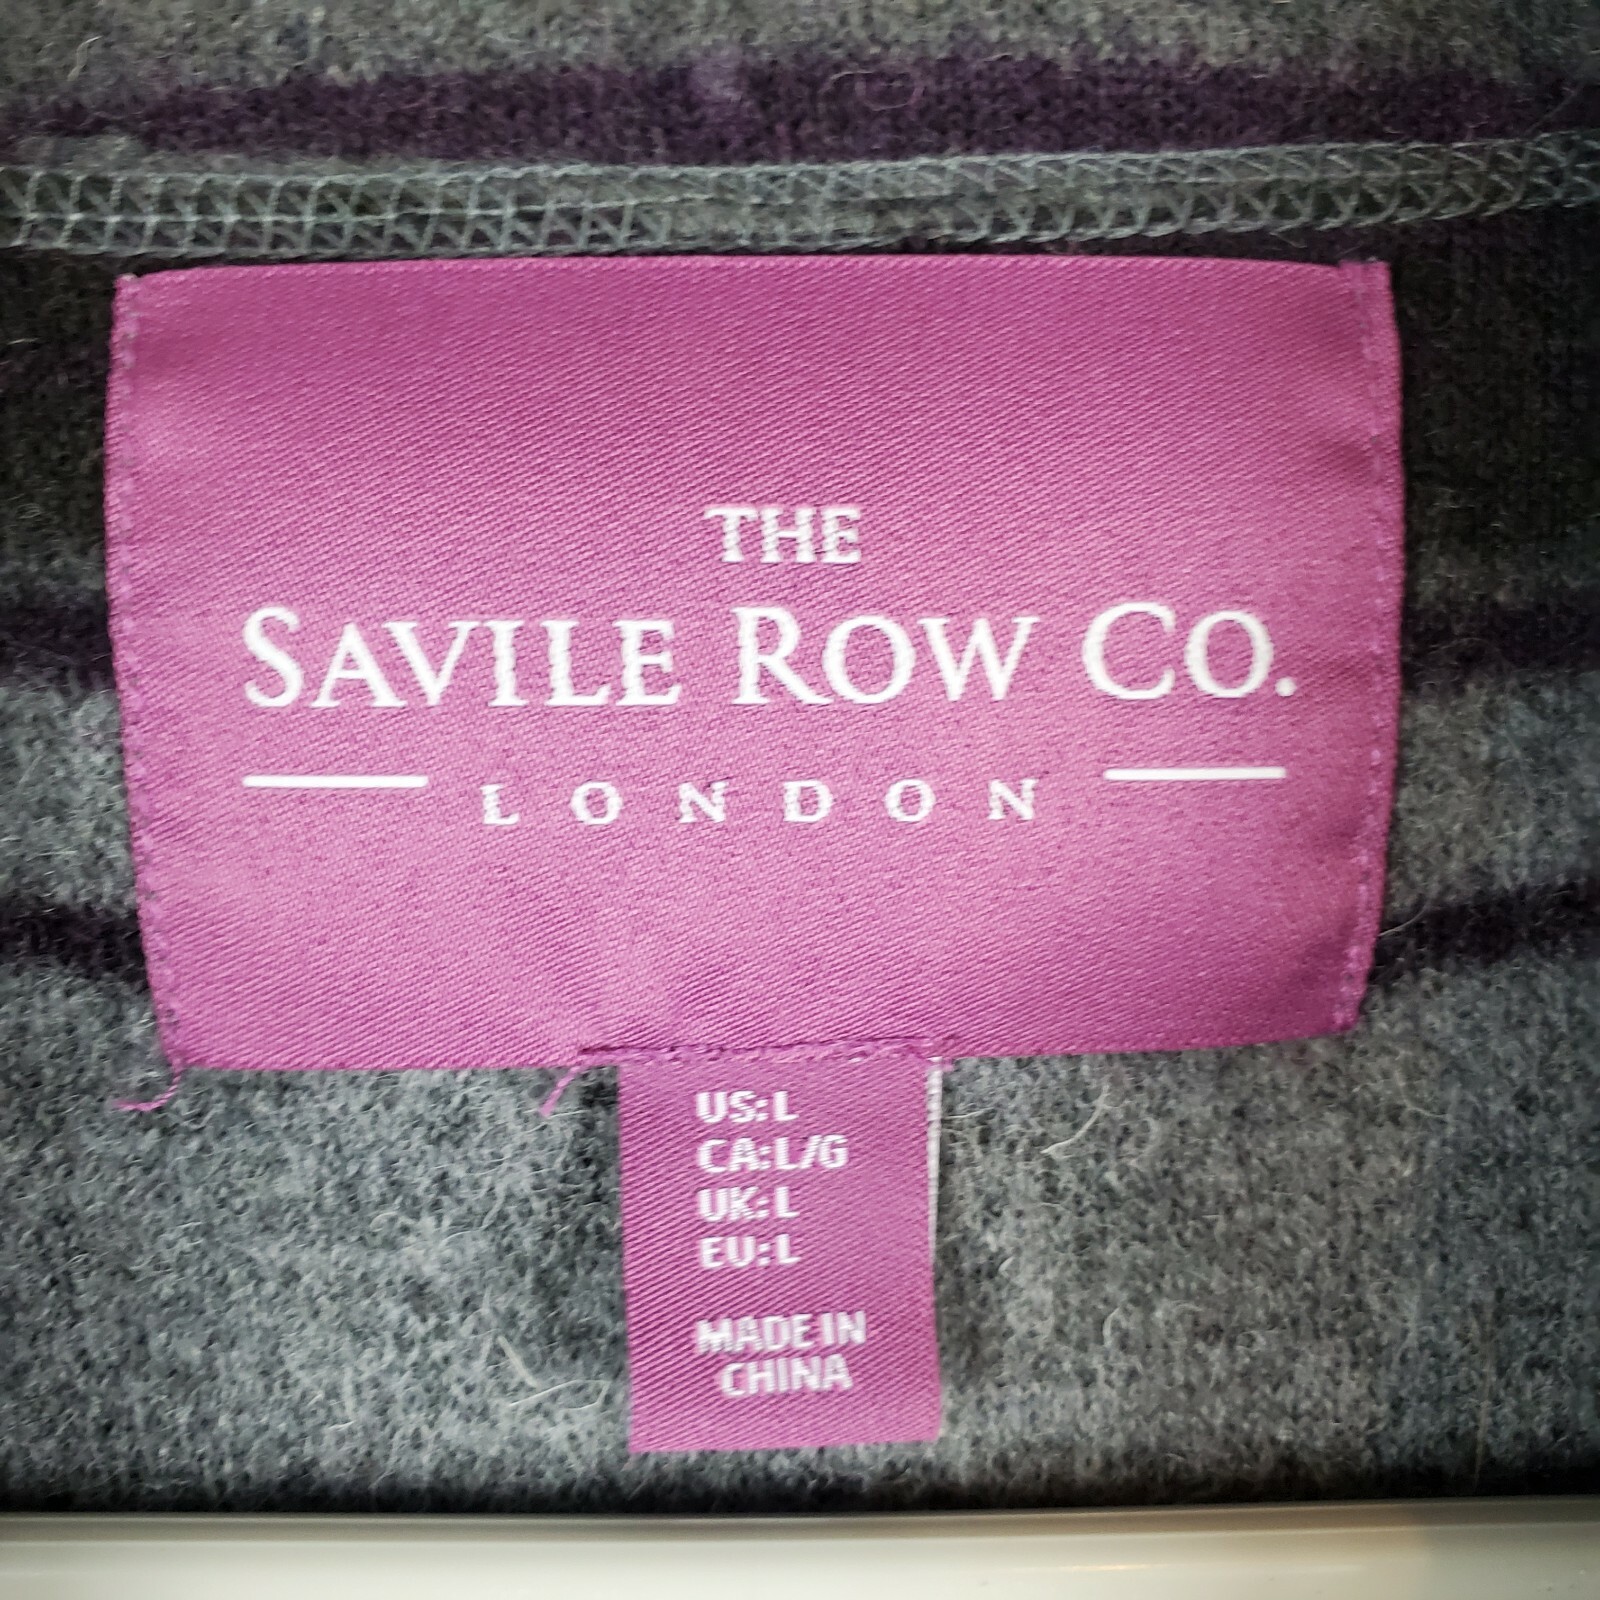 THE
SAVILE ROW CO.
LONDON
US: L
CA: L/G
UK: L
EU: L
MADE IN
CHINA